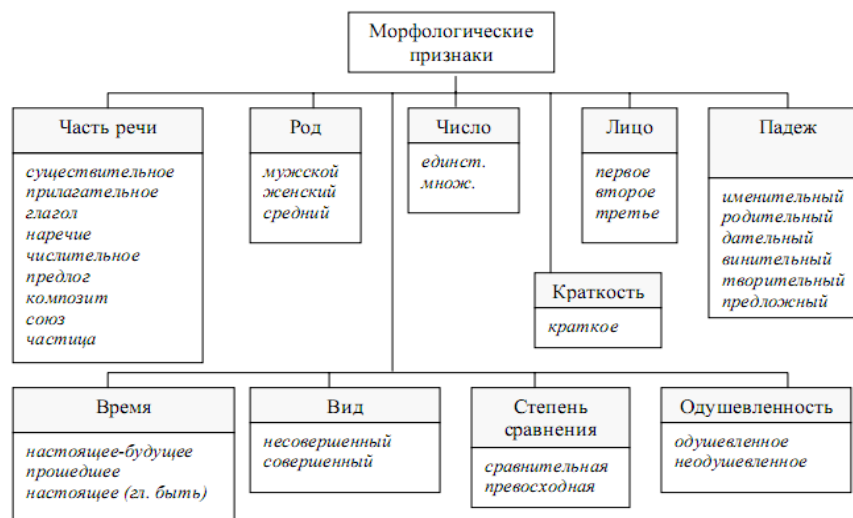 Морфологические
признаки
Часть речи
существительное
прилагательное
глагол
наречие
числительное
предлог
композит
союз
частица
Род
мужской
женский
средний
Число
единст.
множ.
Лицо
первое
второе
третье
Падеж
именительный
родительный
дательный
винительный
творительный
предложный
Краткость
краткое
Время
настоящее-будущее
прошедшее
настоящее (гл. быть)
Вид
несовершенный
совершенный
Степень
сравнения
сравнительная
превосходная
Одушевленность
одушевленное
неодушевленное